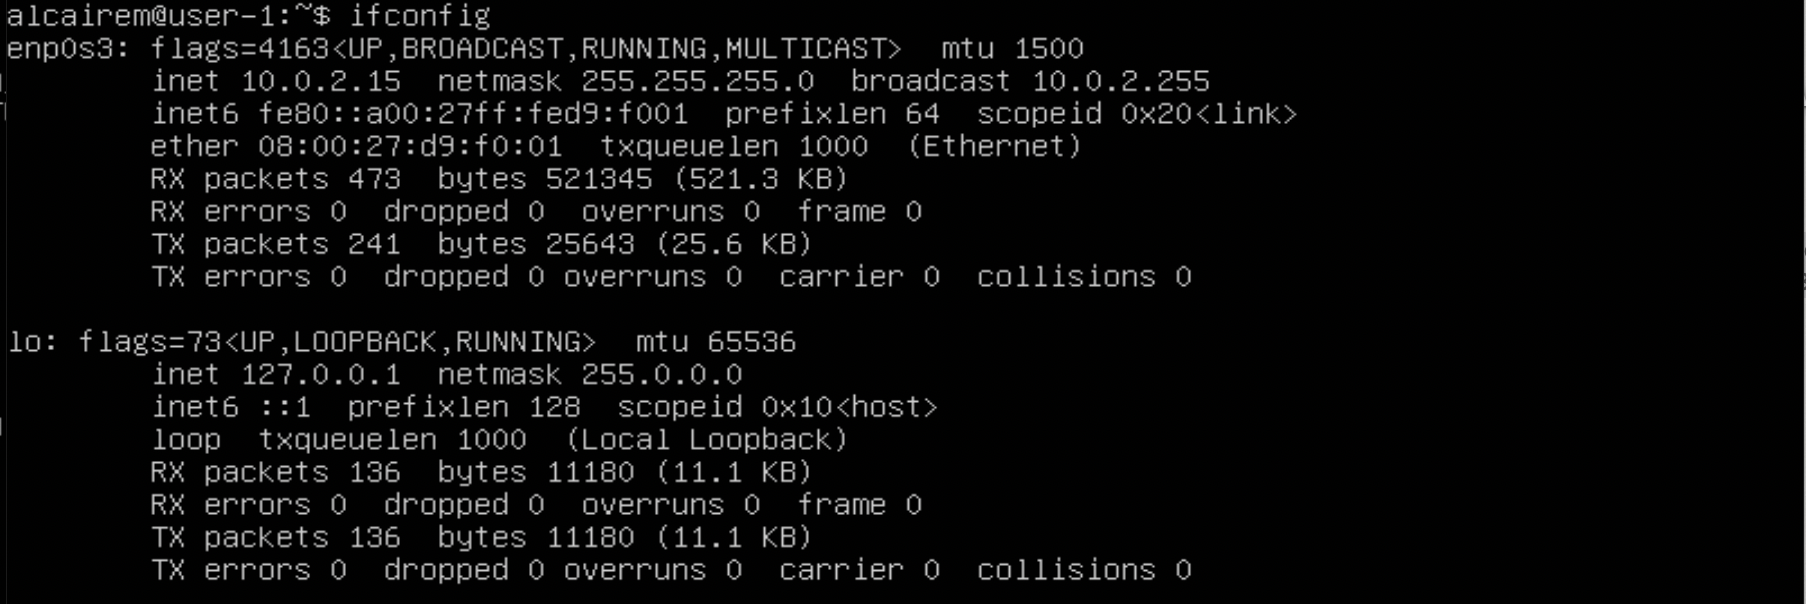 alcairem@user-1:~$ ifconfig
enp0s3: flags=4163<UP,BROADCAST,RUNNING,MULTICAST>  mtu 1500
        inet 10.0.2.15  netmask 255.255.255.0  broadcast 10.0.2.255
        inet6 fe80::a00:27ff:fed9:f001  prefixlen 64  scopeid 0x20<link>
        ether 08:00:27:d9:f0:01  txqueuelen 1000  (Ethernet)
        RX packets 473  bytes 521345 (521.3 KB)
        RX errors 0  dropped 0  overruns 0  frame 0
        TX packets 241  bytes 25643 (25.6 KB)
        TX errors 0  dropped 0 overruns 0  carrier 0  collisions 0

lo: flags=73<UP,LOOPBACK,RUNNING>  mtu 65536
        inet 127.0.0.1  netmask 255.0.0.0
        inet6 ::1  prefixlen 128  scopeid 0x10<host>
        loop  txqueuelen 1000  (Local Loopback)
        RX packets 136  bytes 11180 (11.1 KB)
        RX errors 0  dropped 0  overruns 0  frame 0
        TX packets 136  bytes 11180 (11.1 KB)
        TX errors 0  dropped 0 overruns 0  carrier 0  collisions 0